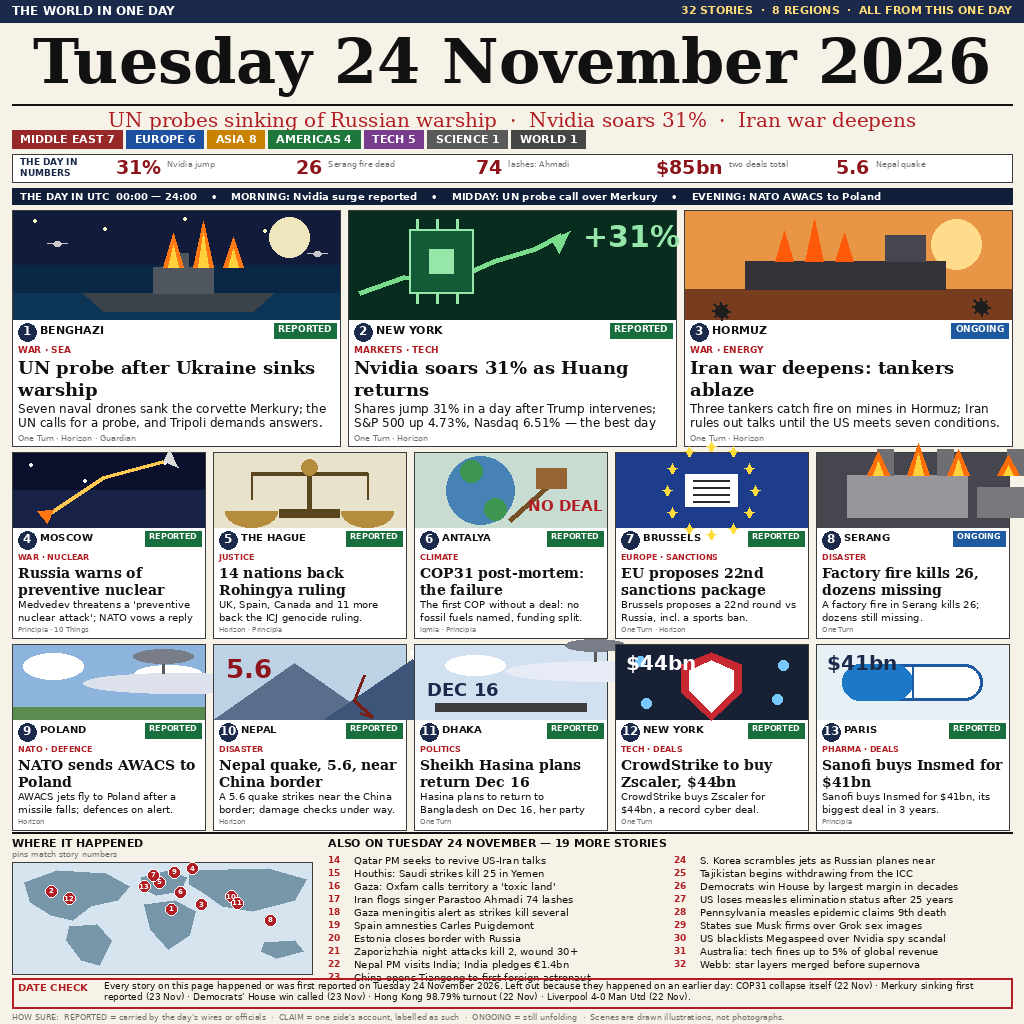 THE WORLD IN ONE DAY
32 STORIES · 8 REGIONS · ALL FROM THIS ONE DAY
Tuesday 24 November 2026
UN probes sinking of Russian warship · Nvidia soars 31% · Iran war deepens
MIDDLE EAST 7 EUROPE 6 ASIA 8 AMERICAS 4 TECH 5 SCIENCE 1 WORLD 1
THE DAY IN NUMBERS
31% Nvidia jump
26 Serang fire dead
74 lashes: Ahmadi
$85bn two deals total
5.6 Nepal quake
THE DAY IN UTC 00:00 — 24:00 • MORNING: Nvidia surge reported • MIDDAY: UN probe call over Merkury • EVENING: NATO AWACS to Poland
1 BENGHAZI REPORTED
WAR · SEA
UN probe after Ukraine sinks
warship
Seven naval drones sank the corvette Merkury; the
UN calls for a probe, and Tripoli demands answers.
One Turn · Horizon · Guardian
+31%
2 NEW YORK REPORTED
MARKETS · TECH
Nvidia soars 31% as Huang
returns
Shares jump 31% in a day after Trump intervenes;
S&P 500 up 4.73%, Nasdaq 6.51% — the best day
One Turn · Horizon
3 HORMUZ ONGOING
WAR · ENERGY
Iran war deepens: tankers
ablaze
Three tankers catch fire on mines in Hormuz; Iran
rules out talks until the US meets seven conditions.
One Turn · Horizon
4 MOSCOW REPORTED
WAR · NUCLEAR
Russia warns of
preventive nuclear
Medvedev threatens a 'preventive
nuclear attack'; NATO vows a reply
Principia · 10 Things
5 THE HAGUE REPORTED
JUSTICE
14 nations back
Rohingya ruling
UK, Spain, Canada and 11 more
back the ICJ genocide ruling.
Horizon · Principia
NO DEAL
6 ANTALYA REPORTED
CLIMATE
COP31 post-mortem:
the failure
The first COP without a deal: no
fossil fuels named, funding split.
Iqmla · Principia
7 BRUSSELS REPORTED
EUROPE · SANCTIONS
EU proposes 22nd
sanctions package
Brussels proposes a 22nd round vs
Russia, incl. a sports ban.
One Turn · Horizon
8 SERANG ONGOING
DISASTER
Factory fire kills 26,
dozens missing
A factory fire in Serang kills 26;
dozens still missing.
One Turn
9 POLAND REPORTED
NATO · DEFENCE
NATO sends AWACS to
Poland
AWACS jets fly to Poland after a
missile falls; defences on alert.
Horizon
5.6
10 NEPAL REPORTED
DISASTER
Nepal quake, 5.6, near
China border
A 5.6 quake strikes near the China
border; damage checks under way.
Horizon
DEC 16
11 DHAKA REPORTED
POLITICS
Sheikh Hasina plans
return Dec 16
Hasina plans to return to
Bangladesh on Dec 16, her party
One Turn
$44bn
12 NEW YORK REPORTED
TECH · DEALS
CrowdStrike to buy
Zscaler, $44bn
CrowdStrike buys Zscaler for
$44bn, a record cyber deal.
One Turn
$41bn
13 PARIS REPORTED
PHARMA · DEALS
Sanofi buys Insmed for
$41bn
Sanofi buys Insmed for $41bn, its
biggest deal in 3 years.
Principia
WHERE IT HAPPENED
pins match story numbers
2 12 13 7 5 9 4 6 1 3 10 11 8
ALSO ON TUESDAY 24 NOVEMBER — 19 MORE STORIES
14 Qatar PM seeks to revive US-Iran talks
15 Houthis: Saudi strikes kill 25 in Yemen
16 Gaza: Oxfam calls territory a 'toxic land'
17 Iran flogs singer Parastoo Ahmadi 74 lashes
18 Gaza meningitis alert as strikes kill several
19 Spain amnesties Carles Puigdemont
20 Estonia closes border with Russia
21 Zaporizhzhia night attacks kill 2, wound 30+
22 Nepal PM visits India; India pledges €1.4bn
23 China opens Tiangong to first foreign astronaut
24 S. Korea scrambles jets as Russian planes near
25 Tajikistan begins withdrawing from the ICC
26 Democrats win House by largest margin in decades
27 US loses measles elimination status after 25 years
28 Pennsylvania measles epidemic claims 9th death
29 States sue Musk firms over Grok sex images
30 US blacklists Megaspeed over Nvidia spy scandal
31 Australia: tech fines up to 5% of global revenue
32 Webb: star layers merged before supernova
DATE CHECK
Every story on this page happened or was first reported on Tuesday 24 November 2026. Left out because they happened on an earlier day: COP31 collapse itself (22 Nov) · Merkury sinking first
reported (23 Nov) · Democrats' House win called (23 Nov) · Hong Kong 98.79% turnout (22 Nov) · Liverpool 4-0 Man Utd (22 Nov).
HOW SURE: REPORTED = carried by the day's wires or officials · CLAIM = one side's account, labelled as such · ONGOING = still unfolding · Scenes are drawn illustrations, not photographs.